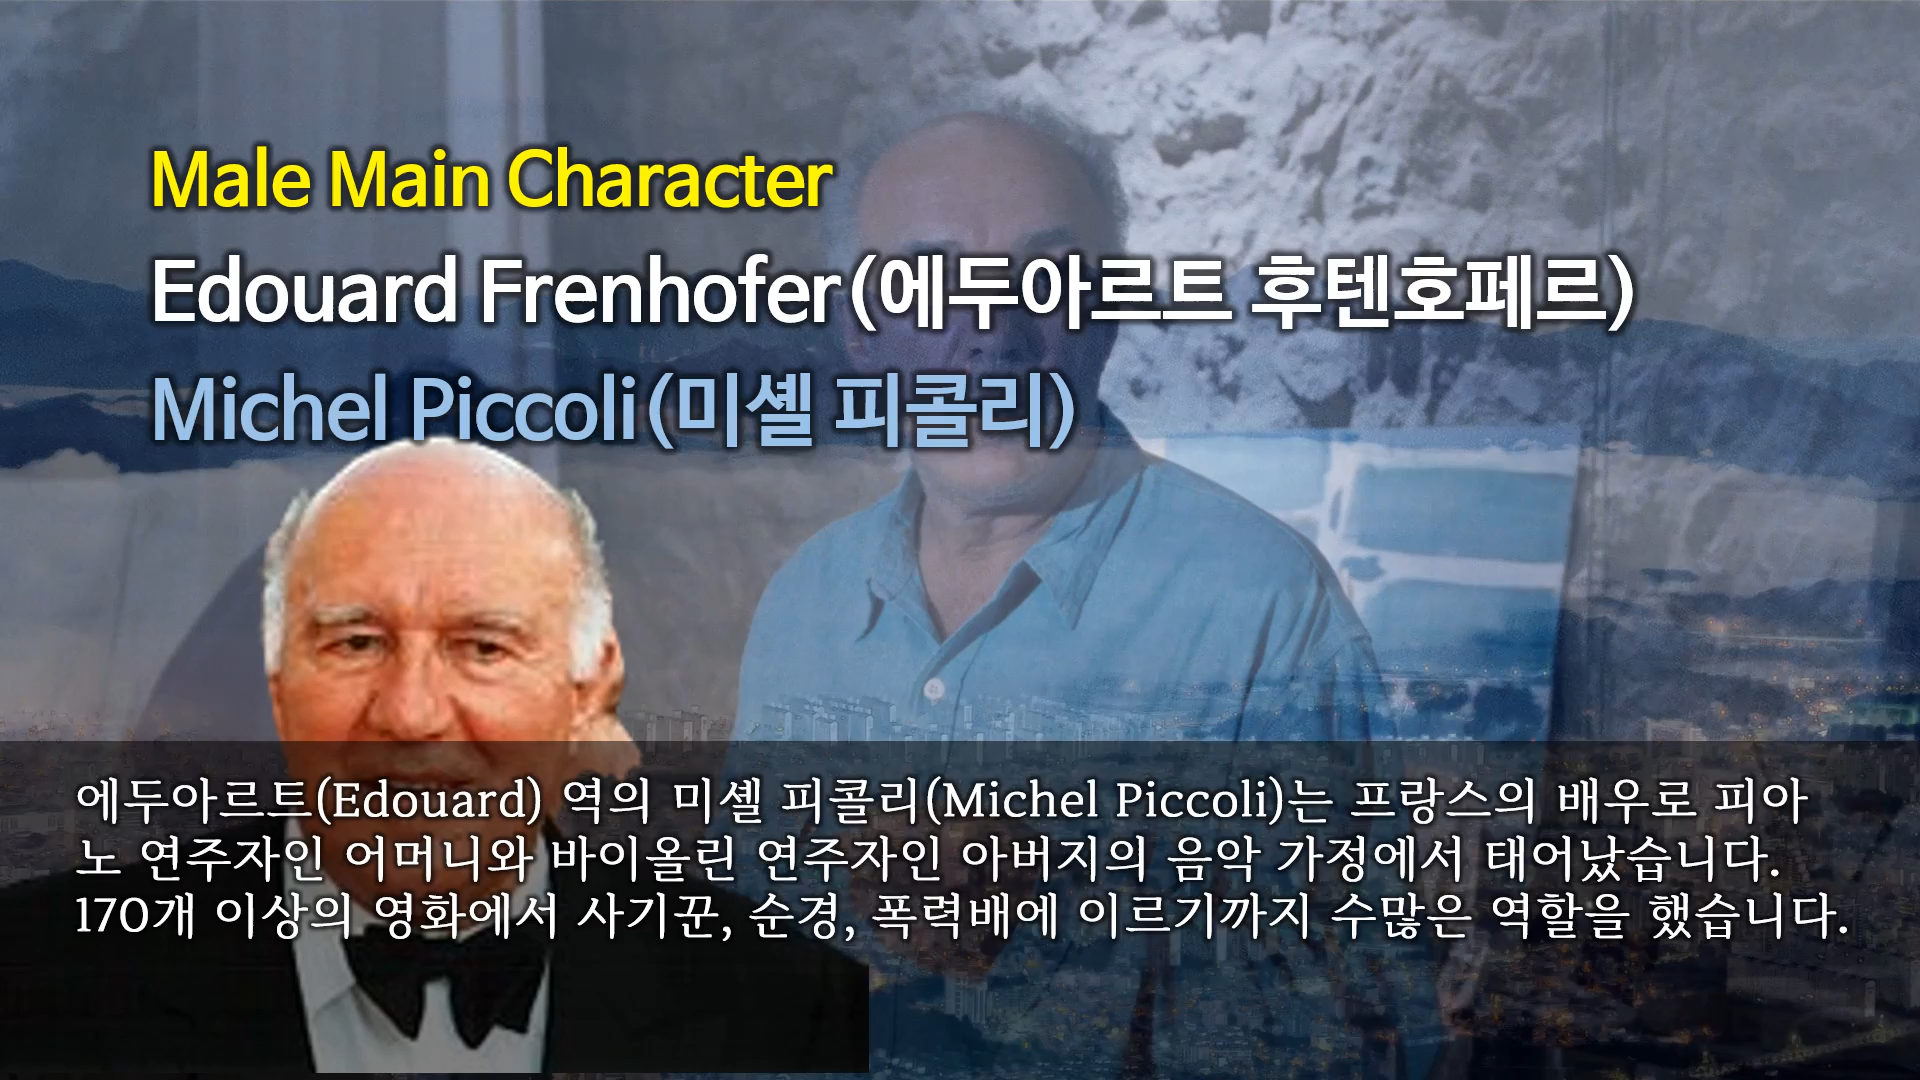 Male Main Character
Edouard Frenhofer(에두아르트 후텐호페르)
Michel Piccoli(미셸 피콜리)
에두아르트(Edouard) 역의 미셸 피콜리(Michel Piccoli)는 프랑스의 배우로 피아
노 연주자인 어머니와 바이올린 연주자인 아버지의 음악 가정에서 태어났습니다.
170개 이상의 영화에서 사기꾼, 순경, 폭력배에 이르기까지 수많은 역할을 했습니다.